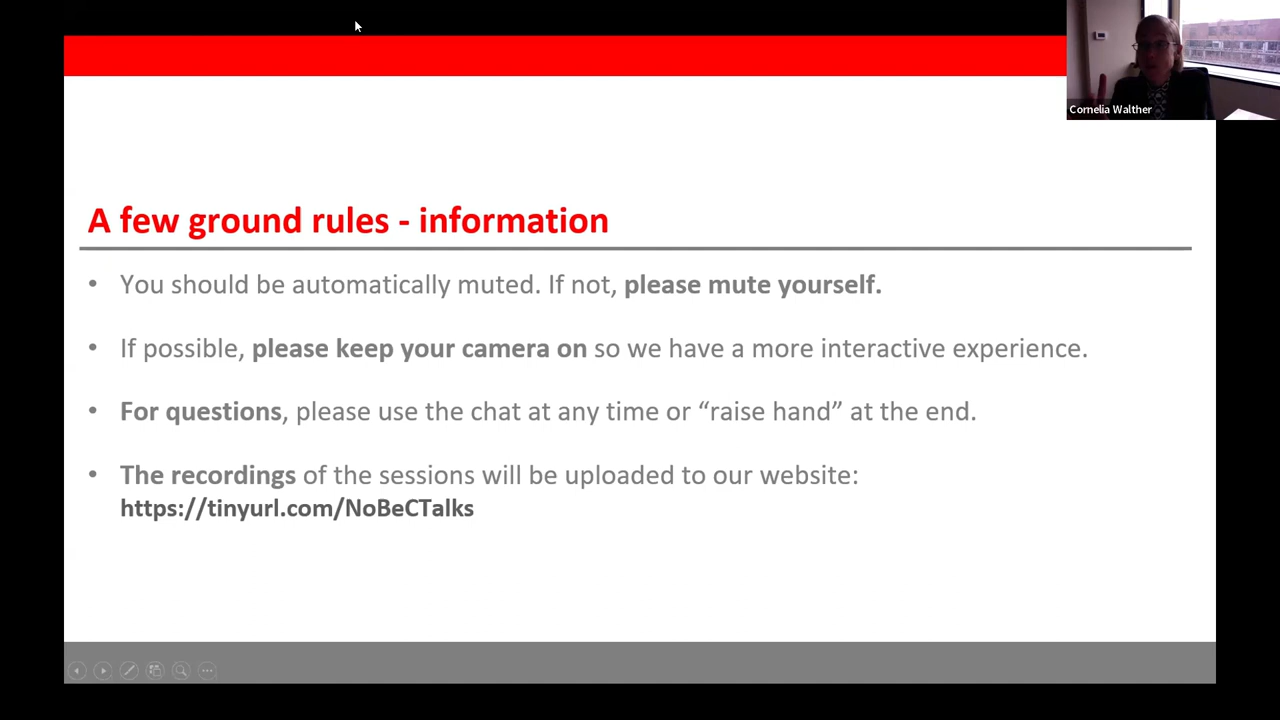 Cornelia Walther
A few ground rules - information
• You should be automatically muted. If not, please mute yourself.
• If possible, please keep your camera on so we have a more interactive experience.
• For questions, please use the chat at any time or “raise hand” at the end.
• The recordings of the sessions will be uploaded to our website:
https://tinyurl.com/NoBeCTalks